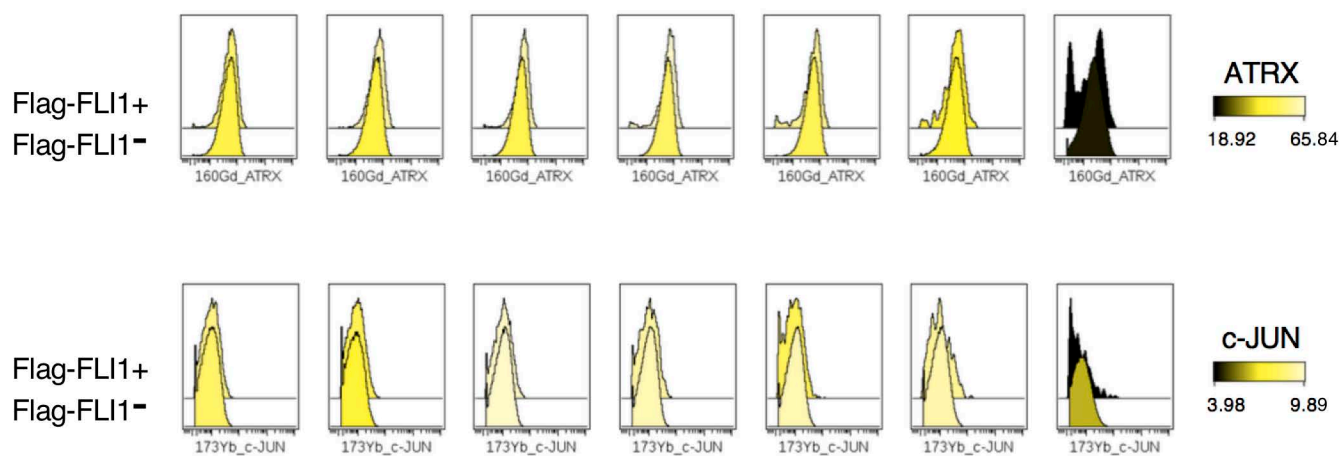 ATRX
Flag-FLI1+
Flag-FLI1-
18.92 65.84
160Gd_ATRX 160Gd_ATRX 160Gd_ATRX 160Gd_ATRX 160Gd_ATRX 160Gd_ATRX 160Gd_ATRX
c-JUN
Flag-FLI1+
Flag-FLI1-
3.98 9.89
173Yb_c-JUN 173Yb_c-JUN 173Yb_c-JUN 173Yb_c-JUN 173Yb_c-JUN 173Yb_c-JUN 173Yb_c-JUN